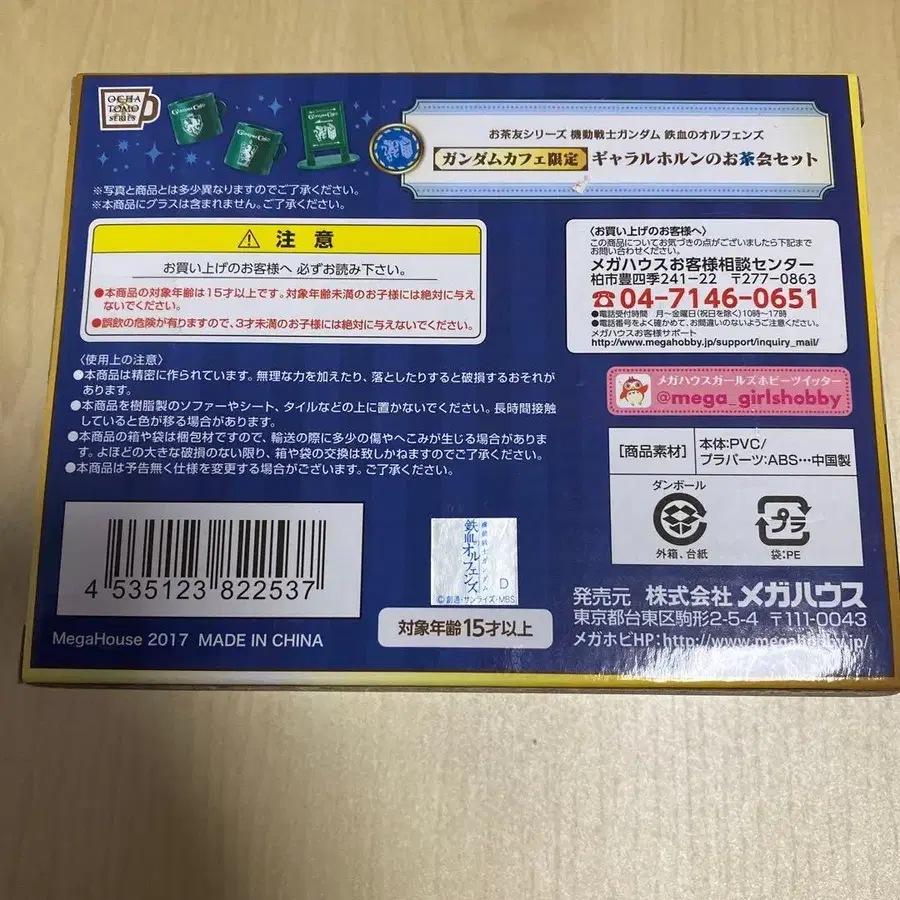 OCHA
TOMO
SERIES
GUNDAM CAFE
GUNDAM CAFE
お茶友シリーズ 機動戦士ガンダム 鉄血のオルフェンズ
ガンダムカフェ限定 ギャラルホルンのお茶会セット
※写真と商品とは多少異なりますのでご了承ください。
※本商品にグラスは含まれません。ご了承ください。
注意
お買い上げのお客様へ 必ずお読み下さい。
●本商品の対象年齢は15才以上です。対象年齢未満のお子様には絶対に与え
ないでください。
●誤飲の危険が有りますので、3才未満のお子様には絶対に与えないでください。
〈使用上の注意〉
●本商品は精密に作られています。無理な力を加えたり、落としたりすると破損するおそれが
あります。
●本商品を樹脂製のソファーやシート、タイルなどの上に置かないでください。長時間接触
していると色が移る場合があります。
●本商品の箱や袋は梱包材ですので、輸送の際に多少の傷やへこみが生じる場合がありま
す。よほどの大きな破損のない限り、箱や袋の交換は致しかねますのでご了承ください。
●本商品は予告無く仕様を変更する場合がございます。ご了承ください。
〈お買い上げのお客様へ〉
この商品についてお気づきの点がございましたら下記まで
お問い合わせください。
メガハウスお客様相談センター
柏市豊四季241-22 〒277-0863
☎04-7146-0651
●電話受付時間 月～金曜日(祝日を除く)10時～17時
●電話番号をよく確かめて、お間違いのないようご注意ください。
メガハウスお客様サポート
http://www.megahobby.jp/support/inquiry_mail/
メガハウスガールズホビーツイッター
@mega_girlshobby
[商品素材] 本体:PVC/
プラパーツ:ABS…中国製
ダンボール
外箱、台紙
プラ
袋:PE
4 535123 822537
MegaHouse 2017 MADE IN CHINA
機動戦士ガンダム
鉄血のオルフェンズ
D
©創通・サンライズ・MBS
対象年齢15才以上
発売元 株式会社メガハウス
東京都台東区駒形2-5-4 〒111-0043
メガホビHP:http://www.megahobby.jp/